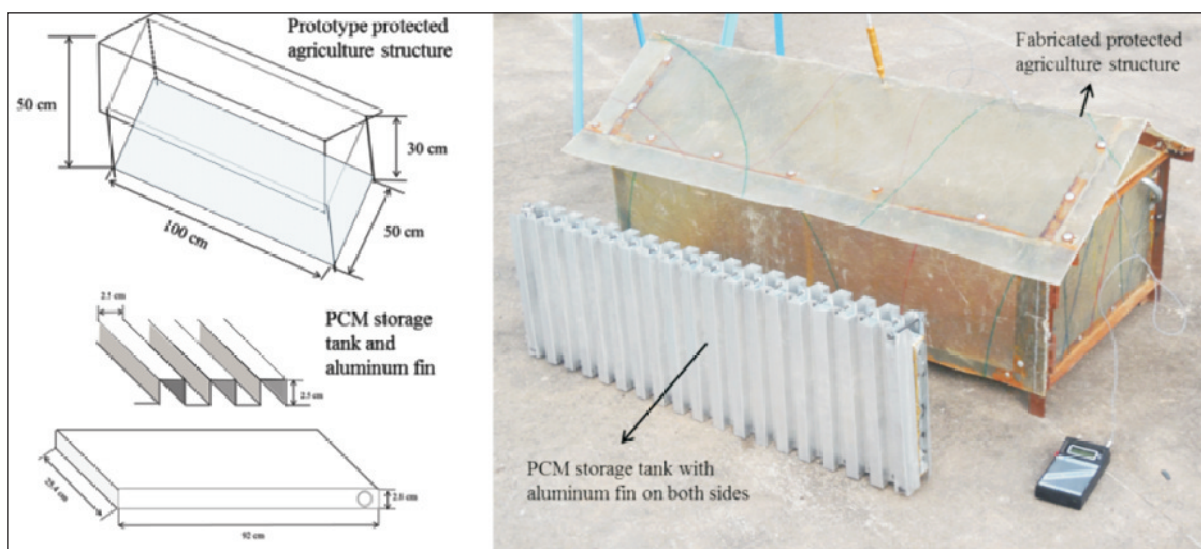 Prototype protected
agriculture structure
50 cm
30 cm
100 cm
50 cm
2.5 cm
PCM storage
tank and
aluminum fin
2.5 cm
25.4 cm
2.0 cm
92 cm
Fabricated protected
agriculture structure
PCM storage tank with
aluminum fin on both sides